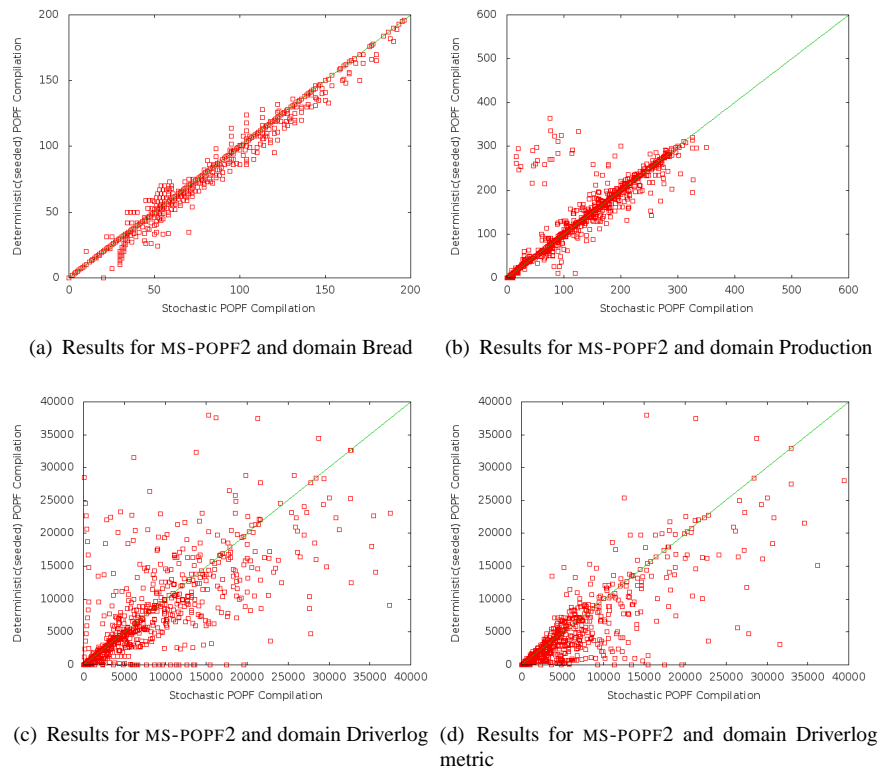 200
150
100
50
0
0 50 100 150 200
Deterministic(seeded) POPF Compilation
Stochastic POPF Compilation
(a) Results for MS-POPF2 and domain Bread
600
500
400
300
200
100
0
0 100 200 300 400 500 600
Deterministic(seeded) POPF Compilation
Stochastic POPF Compilation
(b) Results for MS-POPF2 and domain Production
40000
35000
30000
25000
20000
15000
10000
5000
0
0 5000 10000 15000 20000 25000 30000 35000 40000
Deterministic(seeded) POPF Compilation
Stochastic POPF Compilation
(c) Results for MS-POPF2 and domain Driverlog
40000
35000
30000
25000
20000
15000
10000
5000
0
0 5000 10000 15000 20000 25000 30000 35000 40000
Deterministic(seeded) POPF Compilation
Stochastic POPF Compilation
(d) Results for MS-POPF2 and domain Driverlog
metric